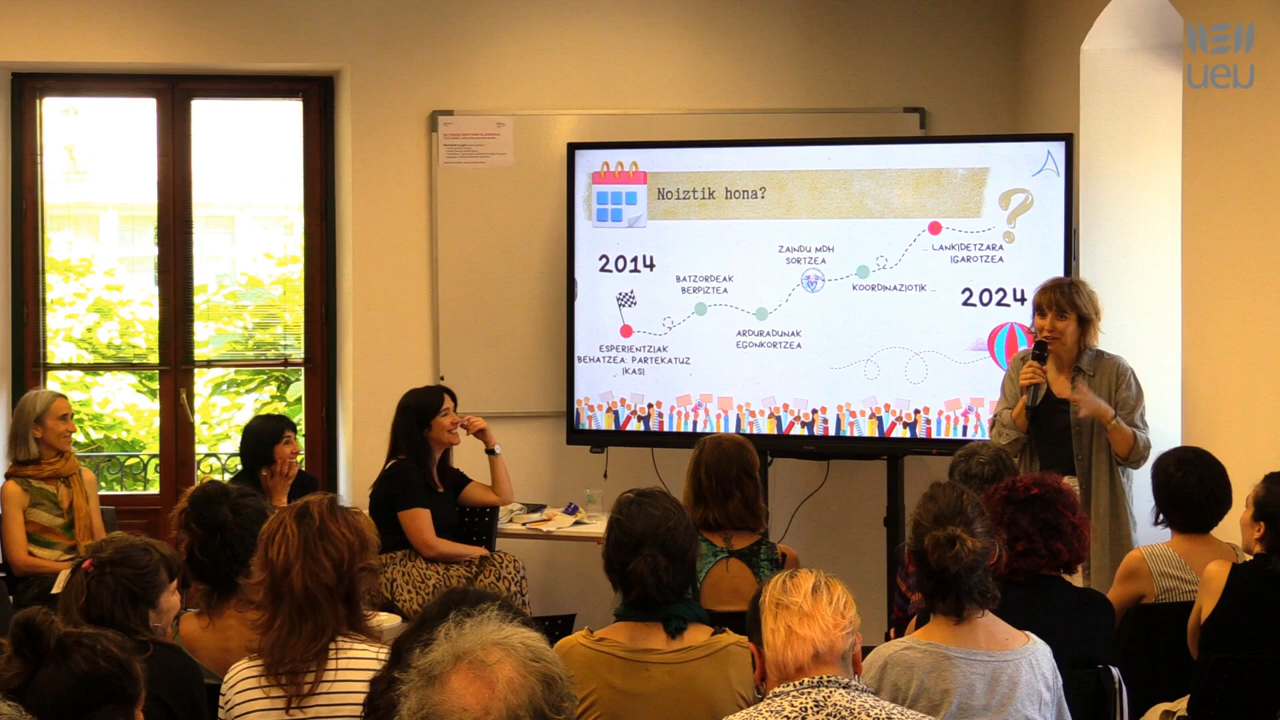 ueu
Noiztik hona?
2014
BATZORDEAK
BERPIZTEA
ZAINDU MDH
SORTZEA
... LANKIDETZARA
IGAROTZEA
KOORDINAZIOTIK ...
2024
ARDURADUNAK
EGONKORTZEA
ESPERIENTZIAK
BEHATZEA: PARTEKATUZ
IKASI